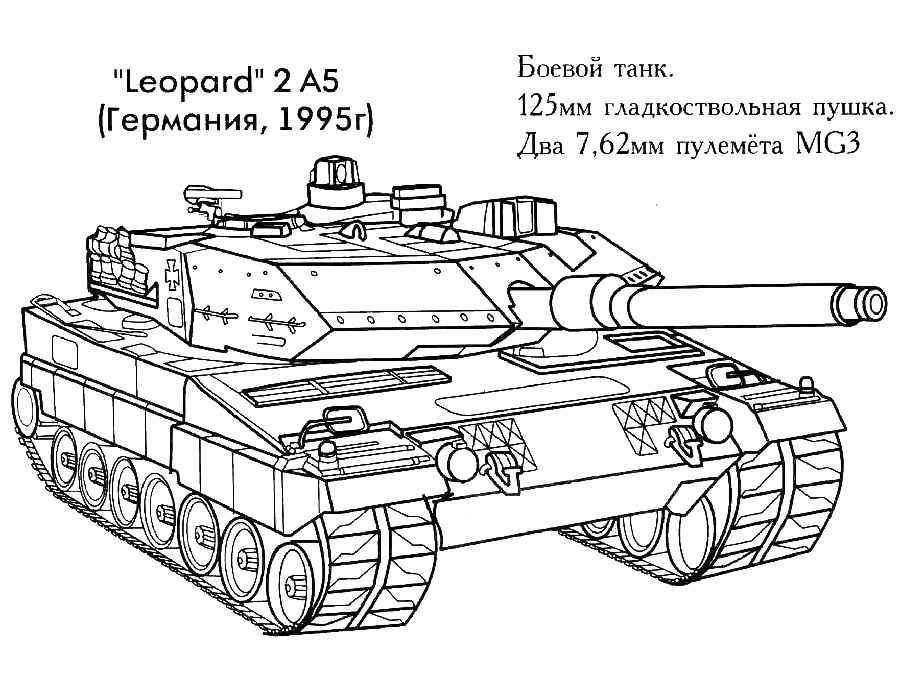 "Leopard" 2 A5
(Германия, 1995г)
Боевой танк.
125мм гладкоствольная пушка.
Два 7,62мм пулемёта MG3